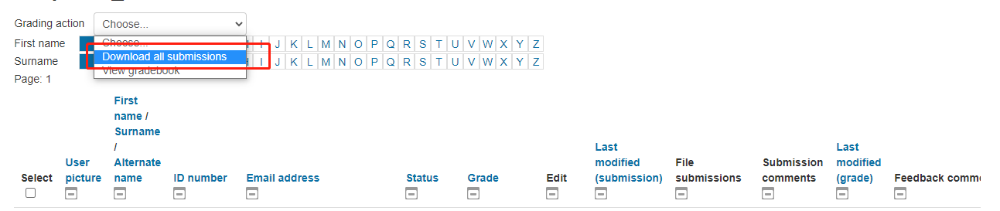 Grading action Choose...
First name Choose... I J K L M N O P Q R S T U V W X Y Z
Download all submissions
Surname I J K L M N O P Q R S T U V W X Y Z
View gradebook
Page: 1
Select
User picture
First name / Surname / Alternate name
ID number
Email address
Status
Grade
Edit
Last modified (submission)
File submissions
Submission comments
Last modified (grade)
Feedback comme